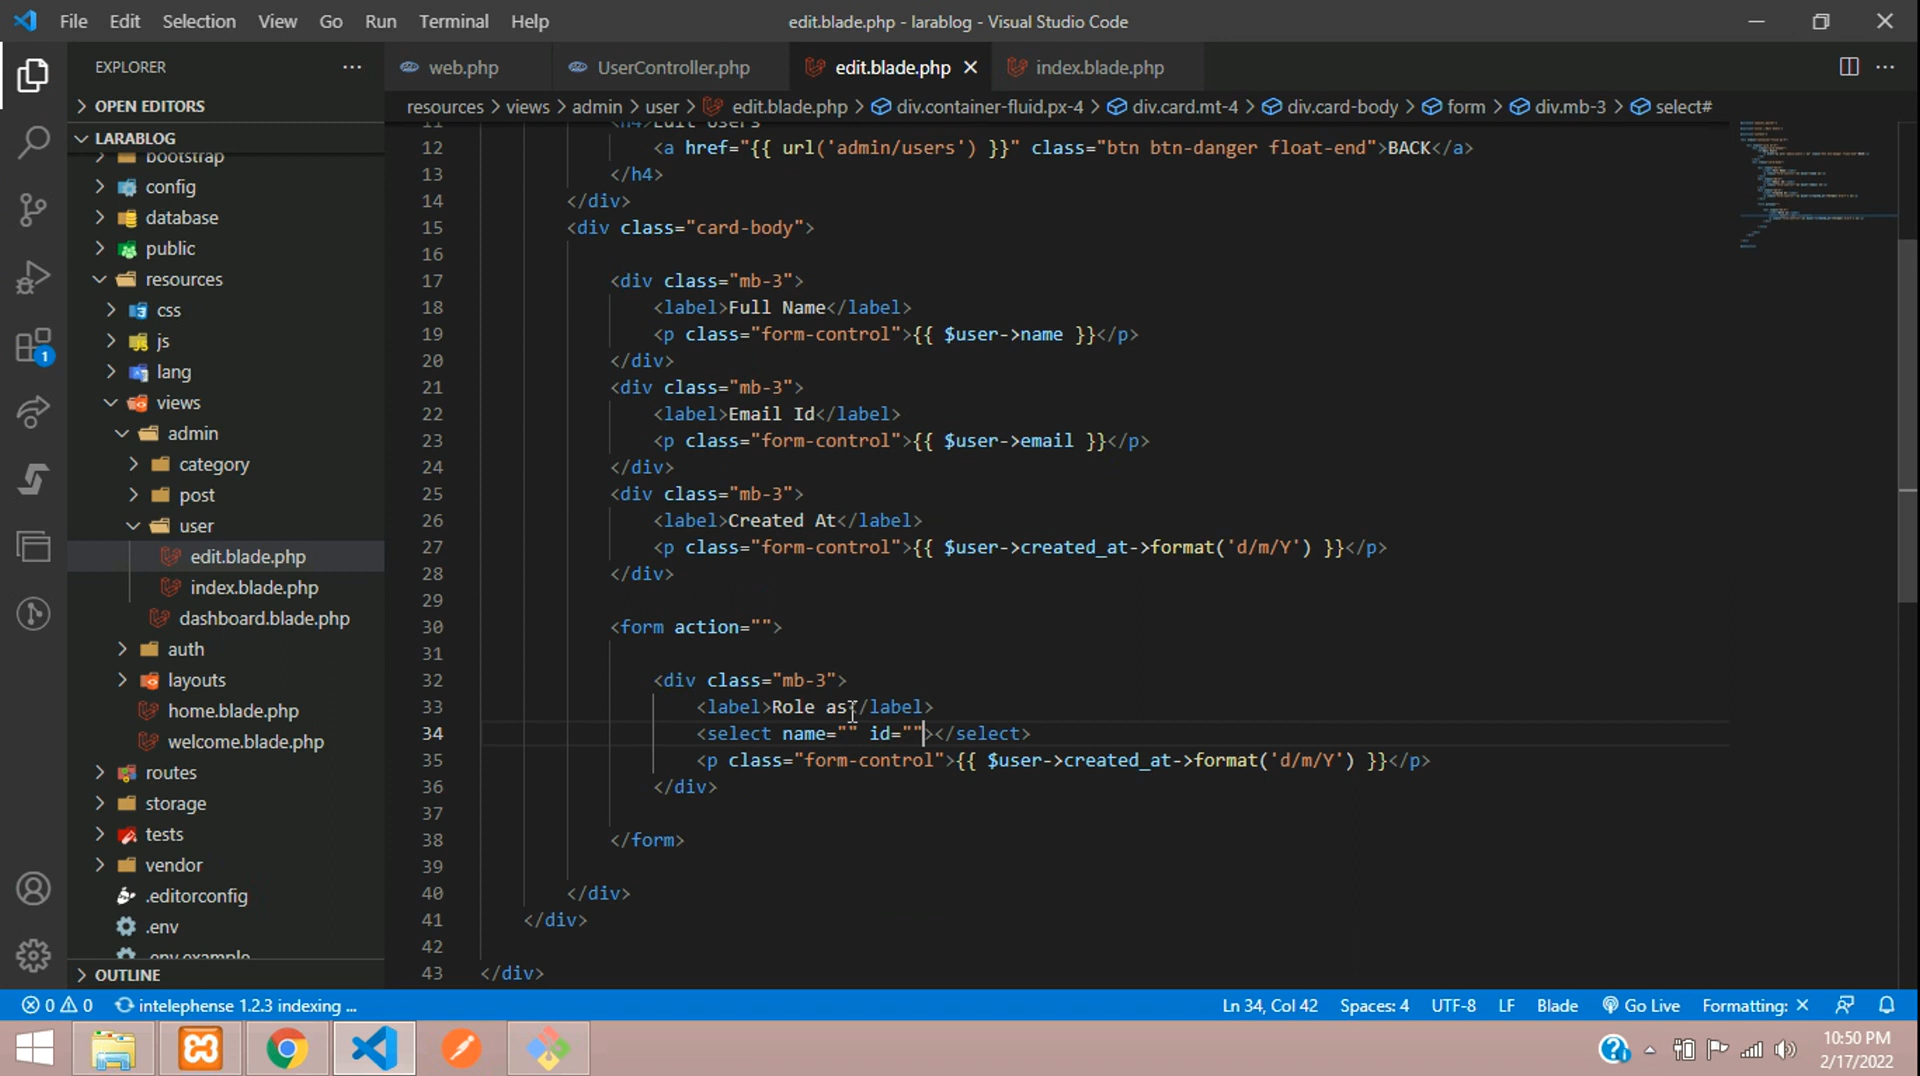 File Edit Selection View Go Run Terminal Help
edit.blade.php - larablog - Visual Studio Code
EXPLORER
web.php
UserController.php
edit.blade.php
index.blade.php
resources > views > admin > user > edit.blade.php > div.container-fluid.px-4 > div.card.mt-4 > div.card-body > form > div.mb-3 > select#
OPEN EDITORS
LARABLOG
bootstrap
config
database
public
resources
css
js
lang
views
admin
category
post
user
edit.blade.php
index.blade.php
dashboard.blade.php
auth
layouts
home.blade.php
welcome.blade.php
routes
storage
tests
vendor
.editorconfig
.env
.env.example
OUTLINE
1
11 <h4>Edit Users
12 <a href="{{ url('admin/users') }}" class="btn btn-danger float-end">BACK</a>
13 </h4>
14 </div>
15 <div class="card-body">
16
17 <div class="mb-3">
18 <label>Full Name</label>
19 <p class="form-control">{{ $user->name }}</p>
20 </div>
21 <div class="mb-3">
22 <label>Email Id</label>
23 <p class="form-control">{{ $user->email }}</p>
24 </div>
25 <div class="mb-3">
26 <label>Created At</label>
27 <p class="form-control">{{ $user->created_at->format('d/m/Y') }}</p>
28 </div>
29
30 <form action="">
31
32 <div class="mb-3">
33 <label>Role as</label>
34 <select name="" id=""></select>
35 <p class="form-control">{{ $user->created_at->format('d/m/Y') }}</p>
36 </div>
37
38 </form>
39
40 </div>
41 </div>
42
43 </div>
0 0 intelephense 1.2.3 indexing ...
Ln 34, Col 42 Spaces: 4 UTF-8 LF Blade Go Live Formatting: ×
10:50 PM
2/17/2022